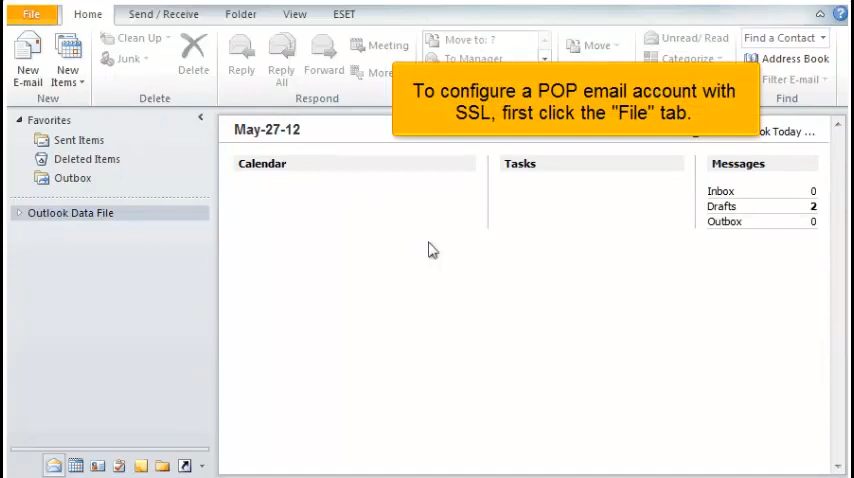 File Home Send / Receive Folder View ESET
New E-mail
New Items
New
Clean Up
Junk
Delete
Delete
Reply
Reply All
Forward
Meeting
More
Respond
Move to: ?
To Manager
Move
Unread/ Read
Categorize
Find a Contact
Address Book
Filter E-mail
Find
To configure a POP email account with
SSL, first click the "File" tab.
Favorites
Sent Items
Deleted Items
Outbox
Outlook Data File
May-27-12
ok Today ...
Calendar
Tasks
Messages
Inbox 0
Drafts 2
Outbox 0